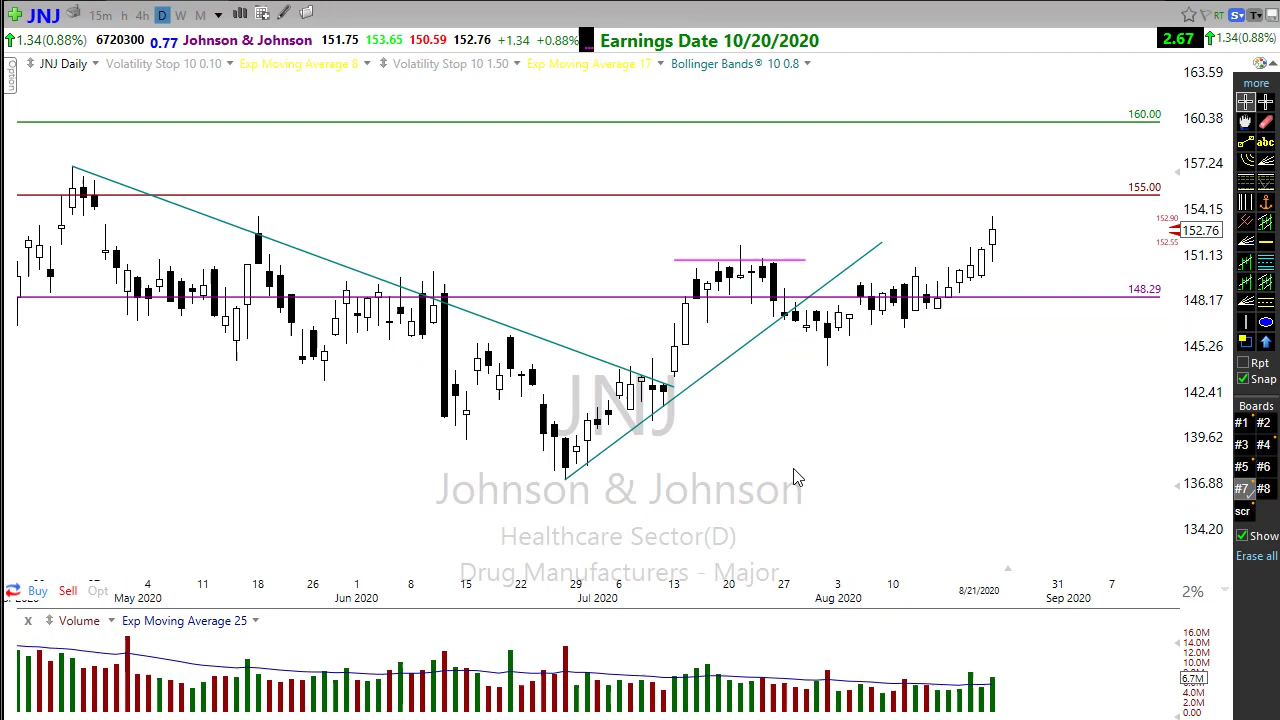 JNJ 15m h 4h D W M RT S T
1.34(0.88%) 6720300 0.77 Johnson & Johnson 151.75 153.65 150.59 152.76 +1.34 +0.88% Earnings Date 10/20/2020 2.67 1.34(0.88%)
Option
JNJ Daily Volatility Stop 10 0.10 Exp Moving Average 8 Volatility Stop 10 1.50 Exp Moving Average 17 Bollinger Bands® 10 0.8
163.59
160.38
157.24
154.15
152.76
151.13
148.17
145.26
142.41
139.62
136.88
134.20
160.00
155.00
152.90
152.55
148.29
JNJ
Johnson & Johnson
Healthcare Sector(D)
Drug Manufacturers - Major
4 11 18 26 1 8 15 22 29 6 13 20 27 3 10 8/21/2020 31 7
May 2020 Jun 2020 Jul 2020 Aug 2020 Sep 2020
Buy Sell Opt
2%
x Volume Exp Moving Average 25
16.0M
14.0M
12.0M
10.0M
6.7M
4.0M
2.0M
0.00
more
abc
Rpt
Snap
Boards
#1 #2
#3 #4
#5 #6
#7 #8
scr
Show
Erase all